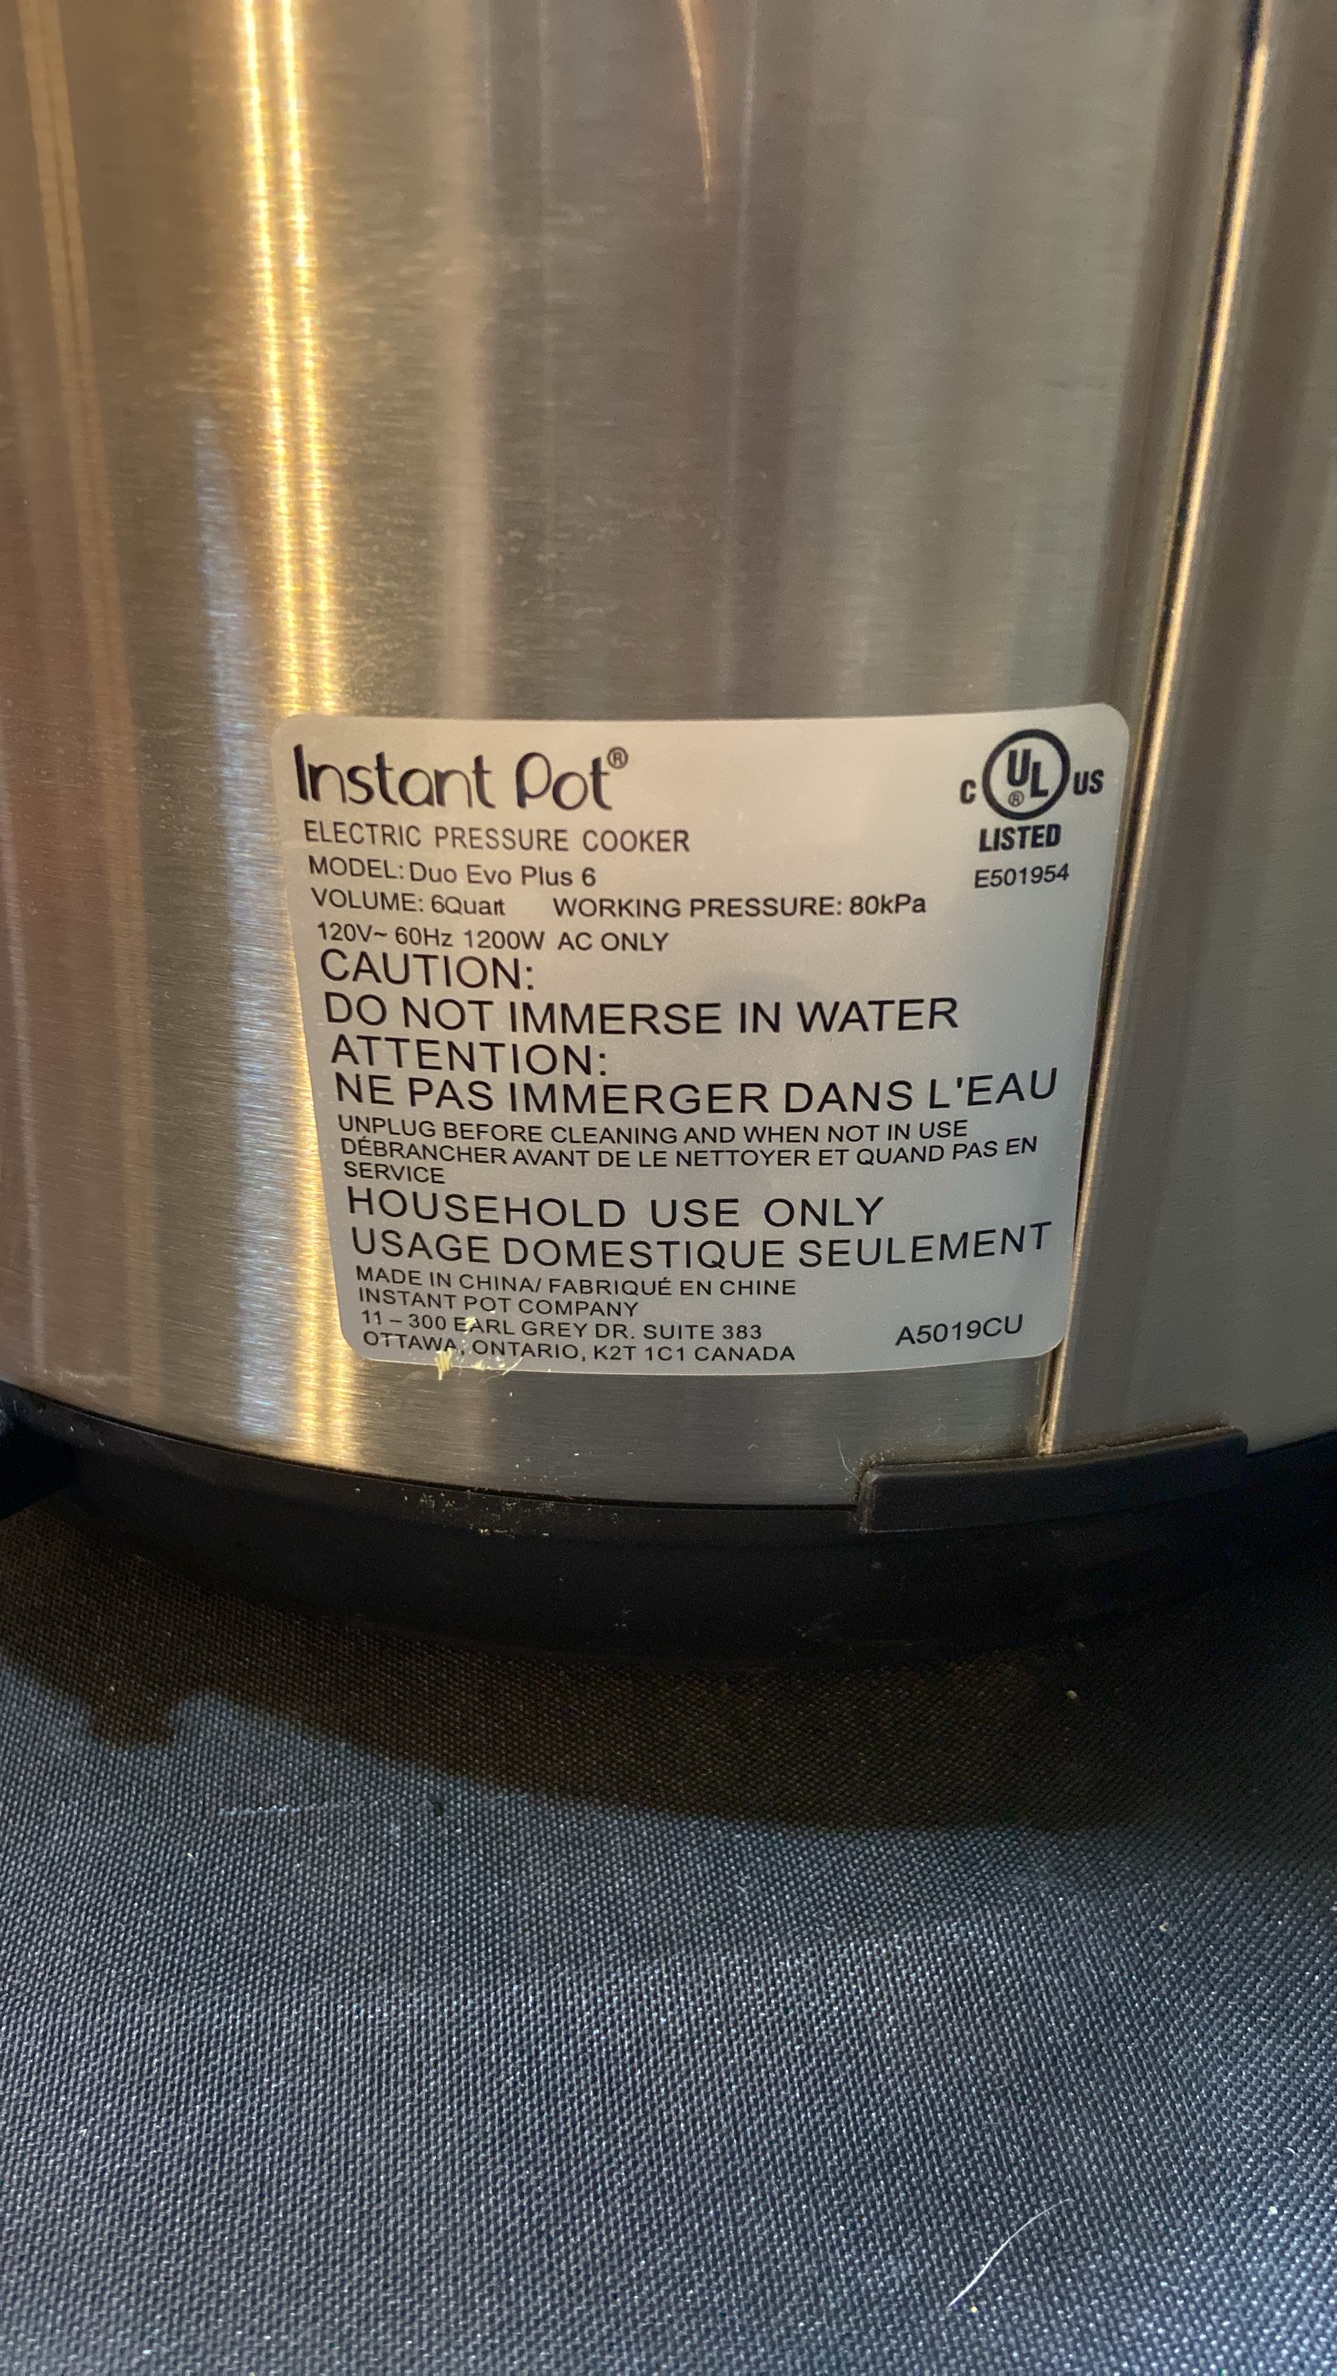 Instant Pot®
C UL® US
LISTED
E501954
ELECTRIC PRESSURE COOKER
MODEL: Duo Evo Plus 6
VOLUME: 6Quart WORKING PRESSURE: 80kPa
120V~ 60Hz 1200W AC ONLY
CAUTION:
DO NOT IMMERSE IN WATER
ATTENTION:
NE PAS IMMERGER DANS L'EAU
UNPLUG BEFORE CLEANING AND WHEN NOT IN USE
DÉBRANCHER AVANT DE LE NETTOYER ET QUAND PAS EN
SERVICE
HOUSEHOLD USE ONLY
USAGE DOMESTIQUE SEULEMENT
MADE IN CHINA/ FABRIQUÉ EN CHINE
INSTANT POT COMPANY
11 – 300 EARL GREY DR. SUITE 383
OTTAWA, ONTARIO, K2T 1C1 CANADA
A5019CU